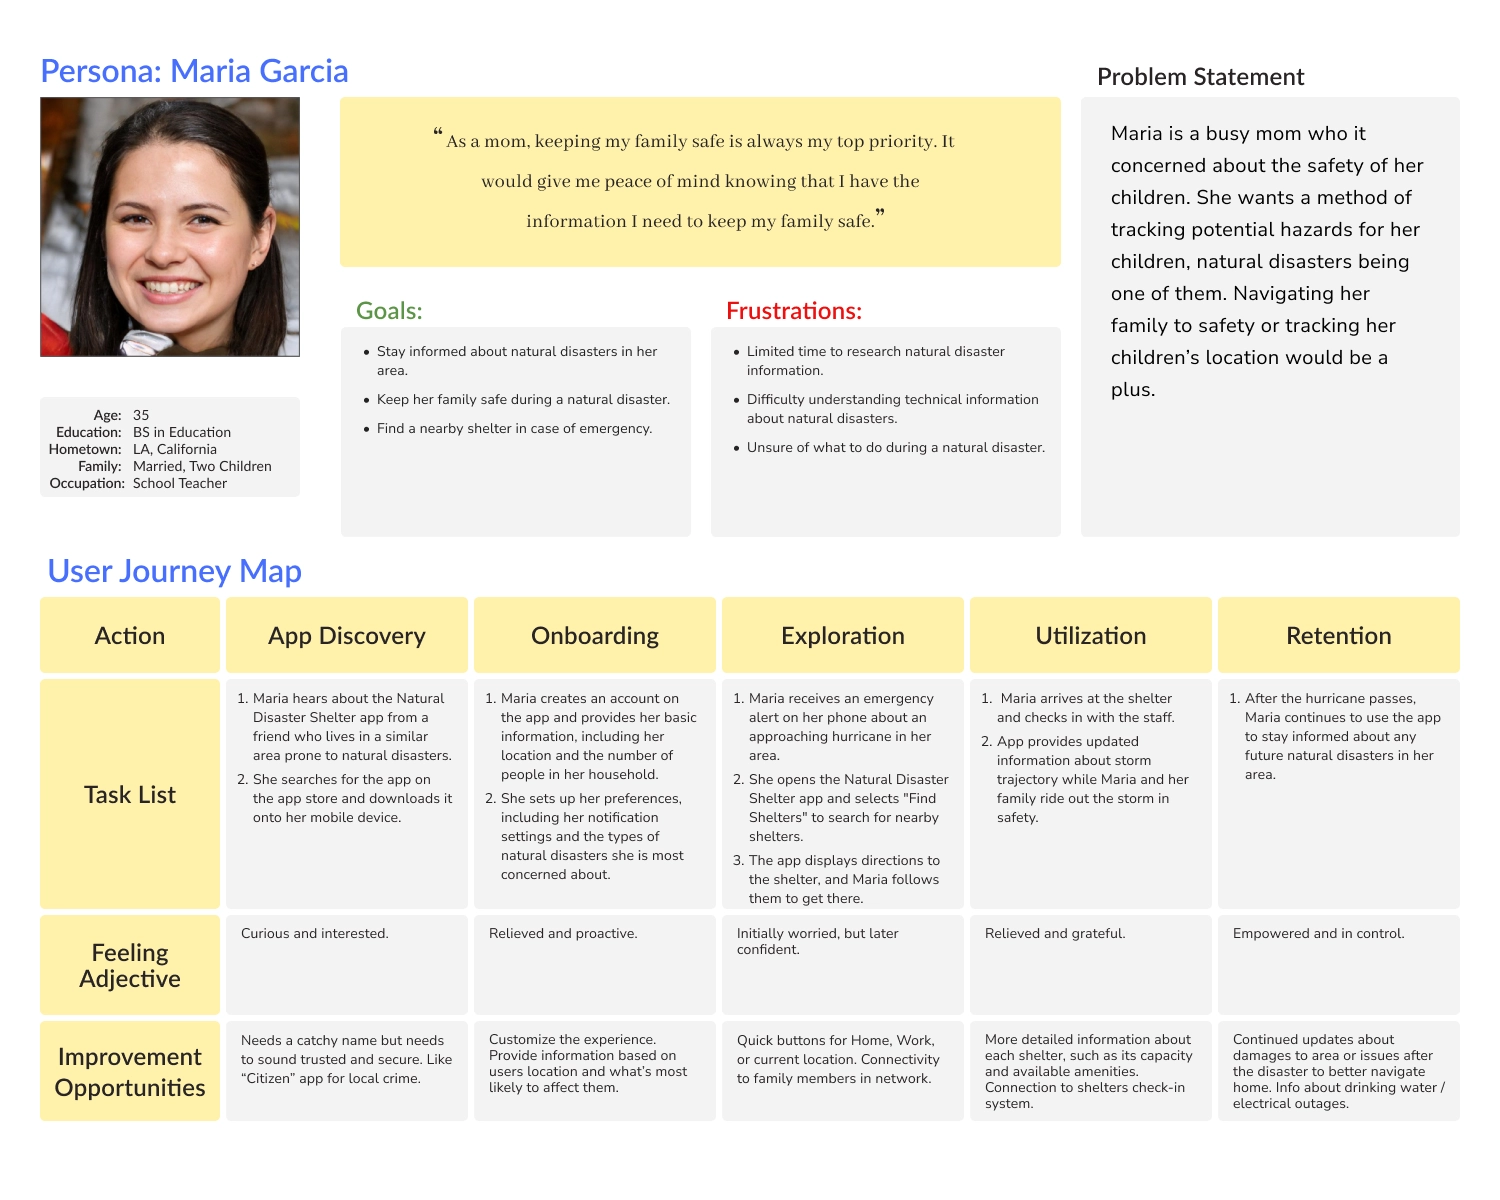 Persona: Maria Garcia
“ As a mom, keeping my family safe is always my top priority. It
would give me peace of mind knowing that I have the
information I need to keep my family safe.”
Age: 35
Education: BS in Education
Hometown: LA, California
Family: Married, Two Children
Occupation: School Teacher
Goals:
• Stay informed about natural disasters in her
area.
• Keep her family safe during a natural disaster.
• Find a nearby shelter in case of emergency.
Frustrations:
• Limited time to research natural disaster
information.
• Difficulty understanding technical information
about natural disasters.
• Unsure of what to do during a natural disaster.
Problem Statement
Maria is a busy mom who it
concerned about the safety of her
children. She wants a method of
tracking potential hazards for her
children, natural disasters being
one of them. Navigating her
family to safety or tracking her
children’s location would be a
plus.
User Journey Map
Action
App Discovery
Onboarding
Exploration
Utilization
Retention
Task List
1. Maria hears about the Natural
Disaster Shelter app from a
friend who lives in a similar
area prone to natural disasters.
2. She searches for the app on
the app store and downloads it
onto her mobile device.
1. Maria creates an account on
the app and provides her basic
information, including her
location and the number of
people in her household.
2. She sets up her preferences,
including her notification
settings and the types of
natural disasters she is most
concerned about.
1. Maria receives an emergency
alert on her phone about an
approaching hurricane in her
area.
2. She opens the Natural Disaster
Shelter app and selects "Find
Shelters" to search for nearby
shelters.
3. The app displays directions to
the shelter, and Maria follows
them to get there.
1. Maria arrives at the shelter
and checks in with the staff.
2. App provides updated
information about storm
trajectory while Maria and her
family ride out the storm in
safety.
1. After the hurricane passes,
Maria continues to use the app
to stay informed about any
future natural disasters in her
area.
Feeling
Adjective
Curious and interested.
Relieved and proactive.
Initially worried, but later
confident.
Relieved and grateful.
Empowered and in control.
Improvement
Opportunities
Needs a catchy name but needs
to sound trusted and secure. Like
“Citizen” app for local crime.
Customize the experience.
Provide information based on
users location and what’s most
likely to affect them.
Quick buttons for Home, Work,
or current location. Connectivity
to family members in network.
More detailed information about
each shelter, such as its capacity
and available amenities.
Connection to shelters check-in
system.
Continued updates about
damages to area or issues after
the disaster to better navigate
home. Info about drinking water /
electrical outages.